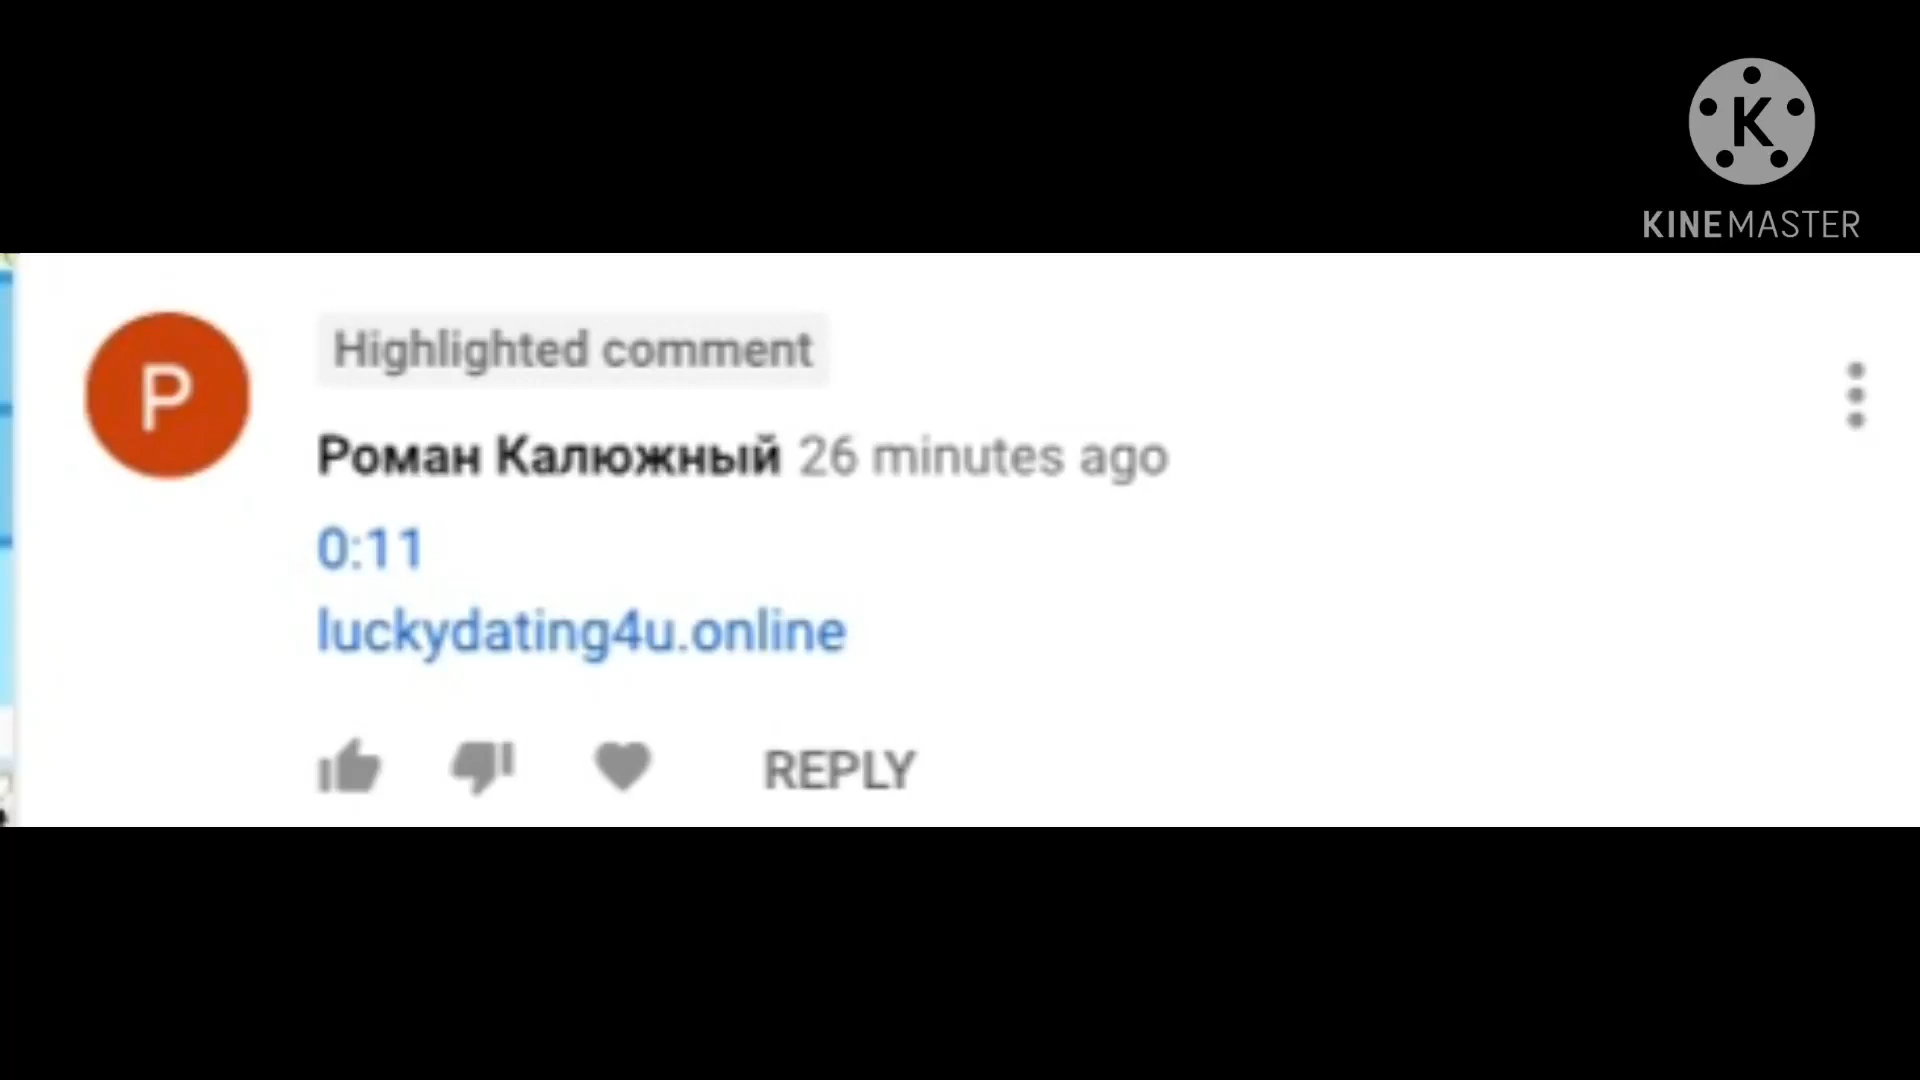 K
KINEMASTER
P
Highlighted comment
Роман Калюжный 26 minutes ago
0:11
luckydating4u.online
REPLY